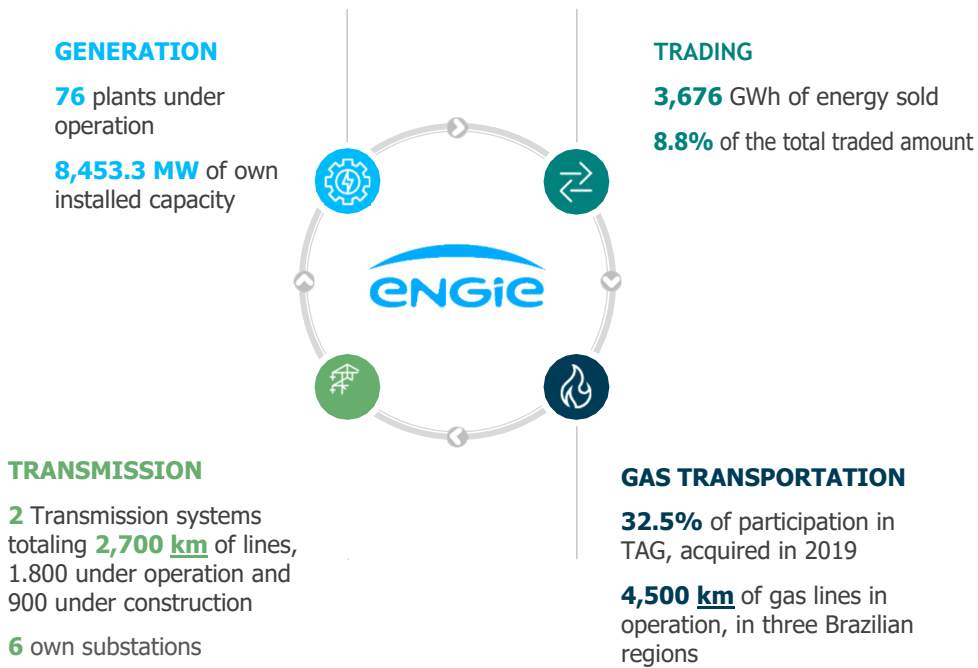 GENERATION
76 plants under
operation
8,453.3 MW of own
installed capacity
TRADING
3,676 GWh of energy sold
8.8% of the total traded amount
ENGIE
TRANSMISSION
2 Transmission systems
totaling 2,700 km of lines,
1.800 under operation and
900 under construction
6 own substations
GAS TRANSPORTATION
32.5% of participation in
TAG, acquired in 2019
4,500 km of gas lines in
operation, in three Brazilian
regions